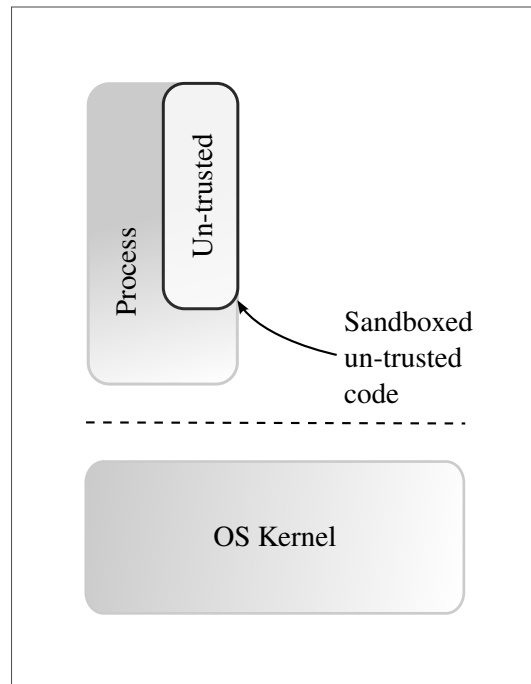 Process
Un-trusted
Sandboxed
un-trusted
code
OS Kernel